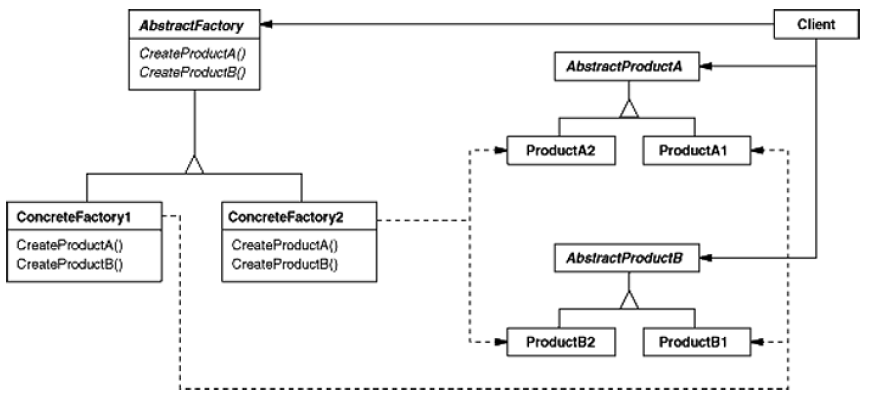 AbstractFactory
CreateProductA()
CreateProductB()
Client
AbstractProductA
ProductA2
ProductA1
ConcreteFactory1
CreateProductA()
CreateProductB()
ConcreteFactory2
CreateProductA()
CreateProductB()
AbstractProductB
ProductB2
ProductB1